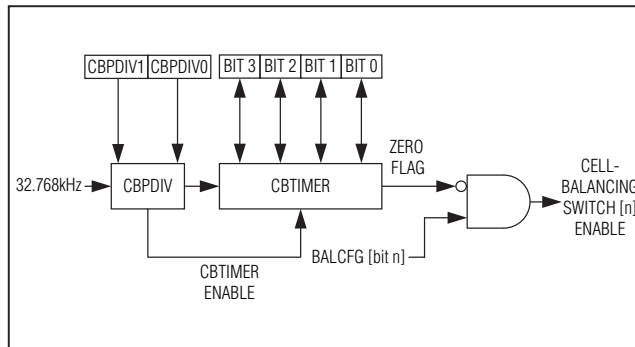 CBPDIV1 CBPDIV0
BIT 3 BIT 2 BIT 1 BIT 0
32.768kHz
CBPDIV
CBTIMER
ZERO
FLAG
CELL-
BALANCING
SWITCH [n]
ENABLE
CBTIMER
ENABLE
BALCFG [bit n]